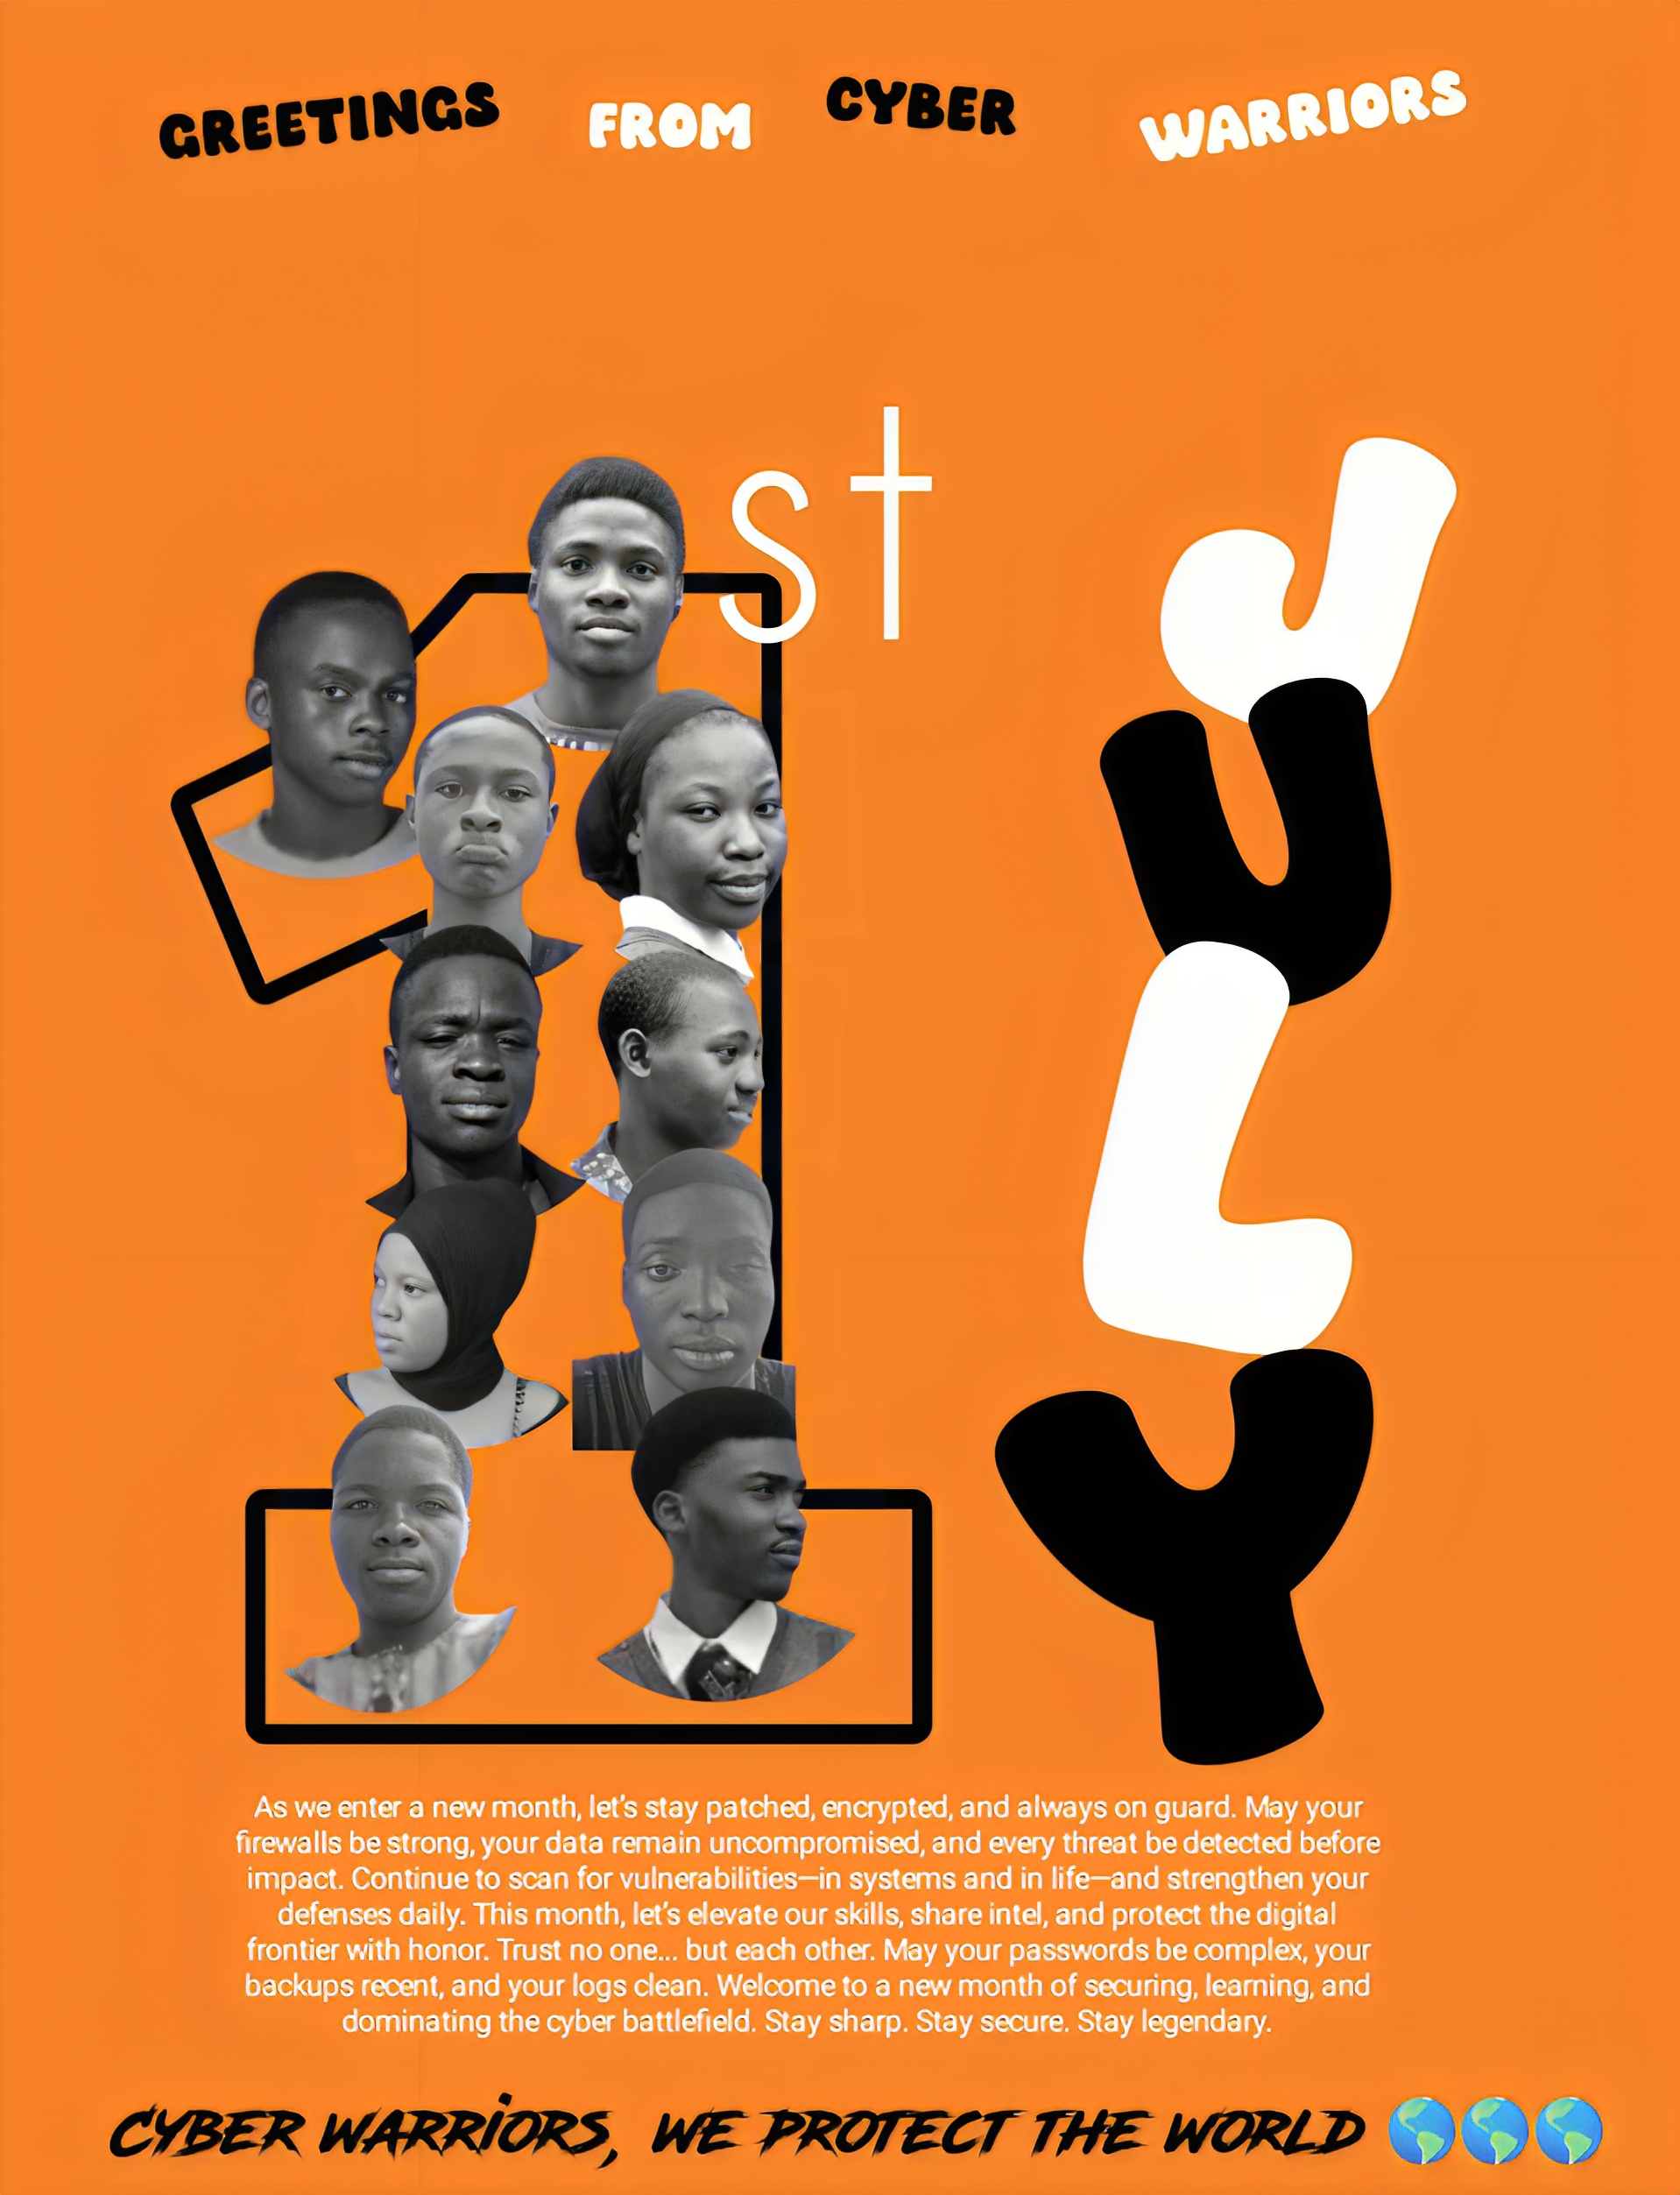 GREETINGS FROM CYBER WARRIORS
st
JULY
As we enter a new month, let's stay patched, encrypted, and always on guard. May your
firewalls be strong, your data remain uncompromised, and every threat be detected before
impact. Continue to scan for vulnerabilities—in systems and in life—and strengthen your
defenses daily. This month, let's elevate our skills, share intel, and protect the digital
frontier with honor. Trust no one... but each other. May your passwords be complex, your
backups recent, and your logs clean. Welcome to a new month of securing, learning, and
dominating the cyber battlefield. Stay sharp. Stay secure. Stay legendary.
CYBER WARRIORS, WE PROTECT THE WORLD 🌎🌎🌎